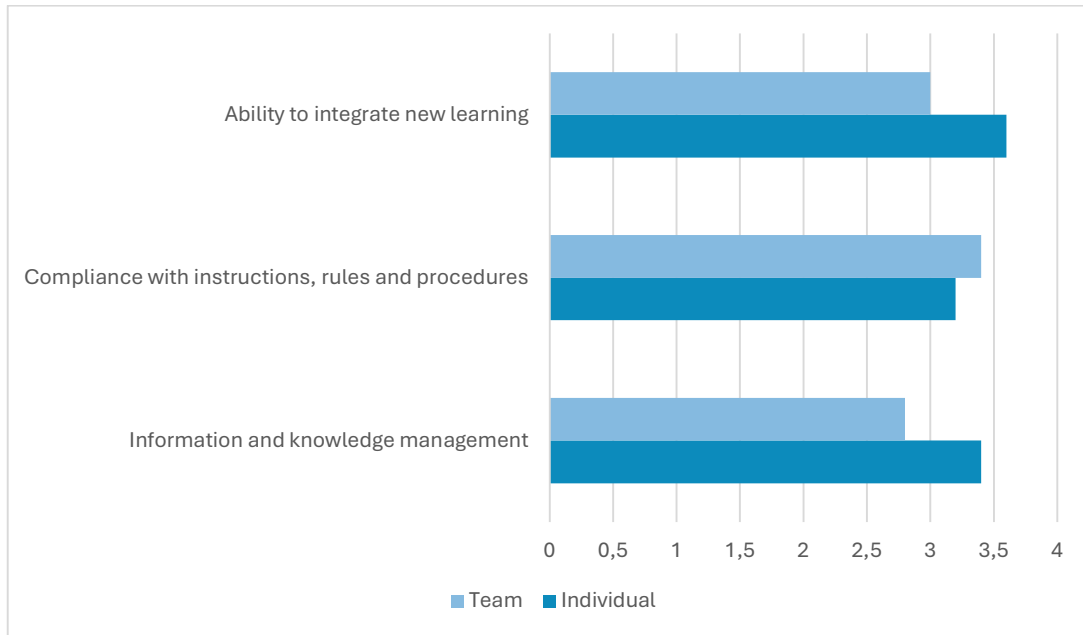 Ability to integrate new learning
Compliance with instructions, rules and procedures
Information and knowledge management
0 0,5 1 1,5 2 2,5 3 3,5 4
Team Individual